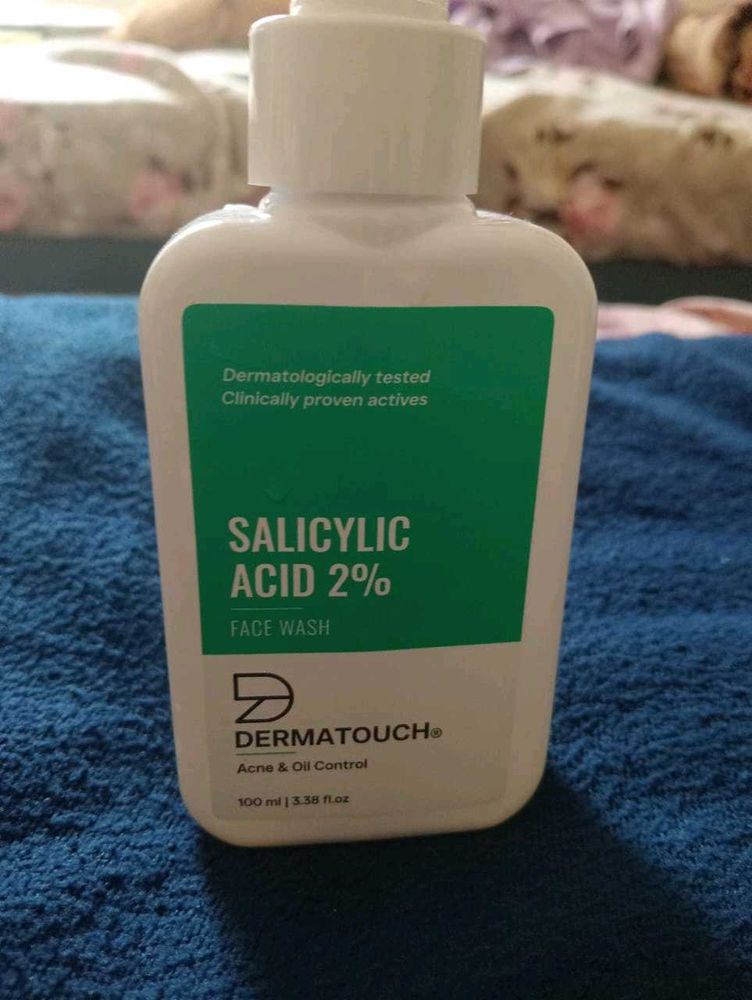 Dermatologically tested
Clinically proven actives
SALICYLIC
ACID 2%
FACE WASH
DERMATOUCH®
Acne & Oil Control
100 ml | 3.38 fl.oz